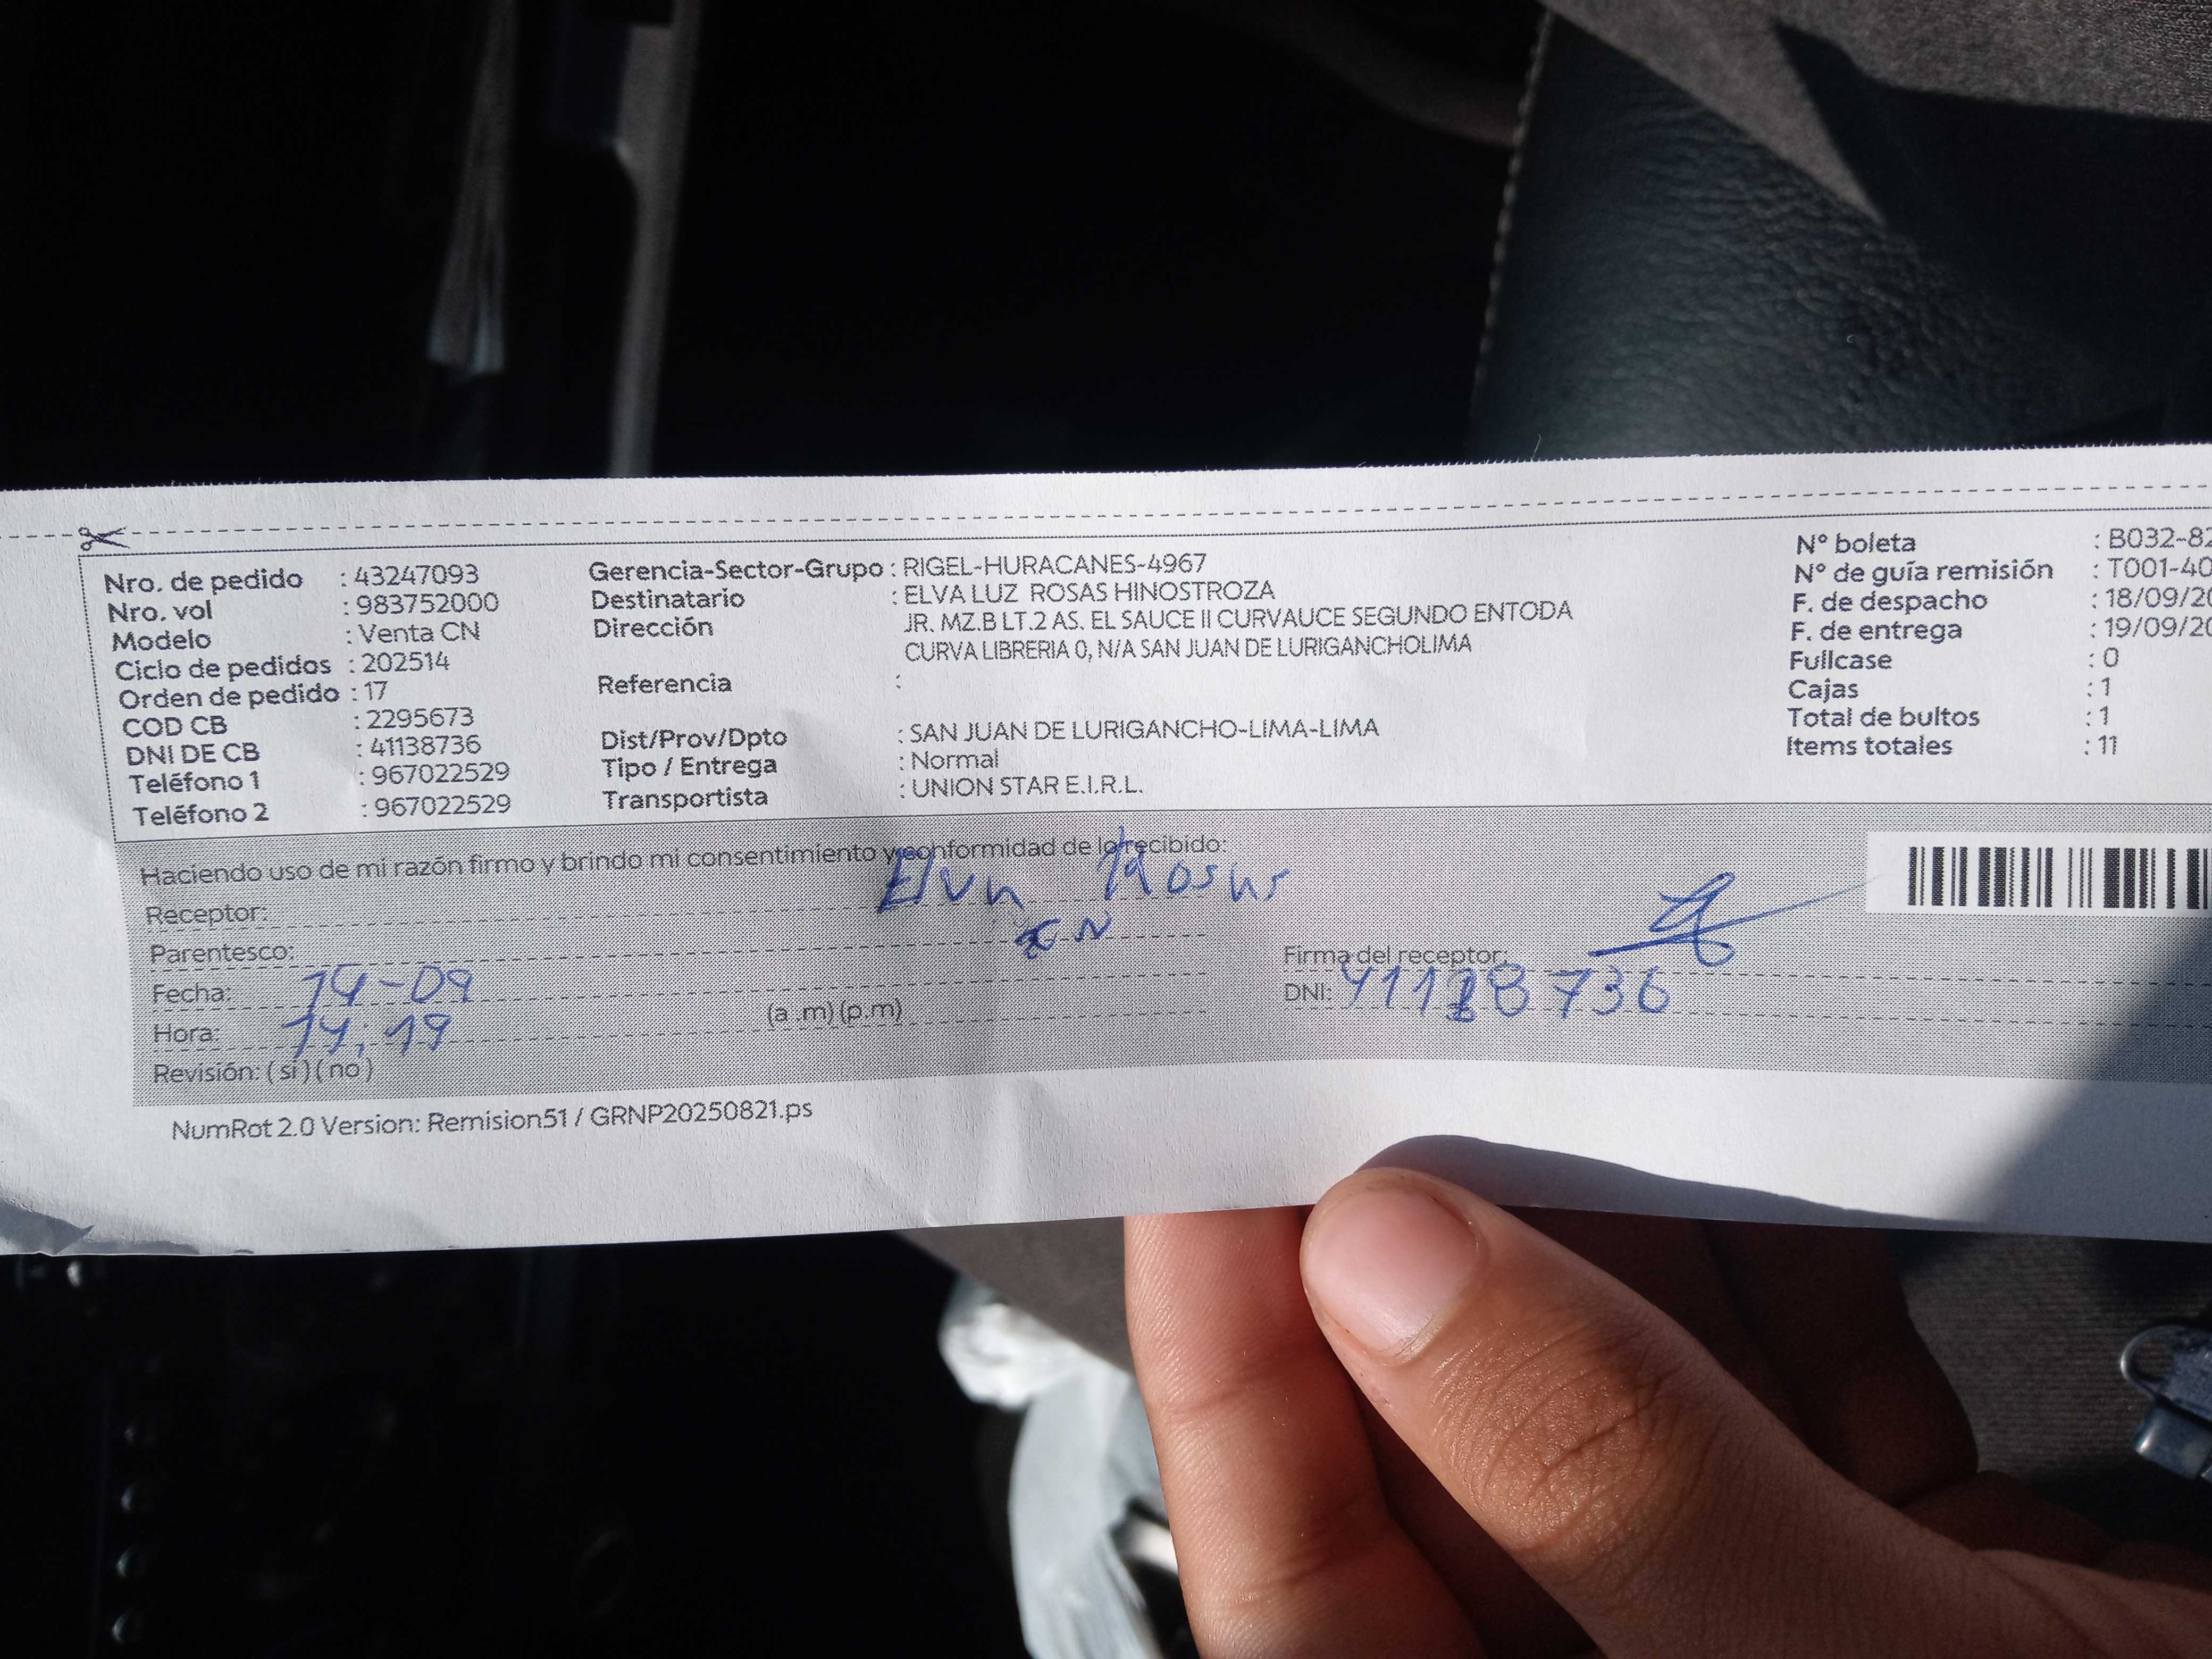 Nro. de pedido : 43247093
Nro. vol : 983752000
Modelo : Venta CN
Ciclo de pedidos : 202514
Orden de pedido : 17
COD CB : 2295673
DNI DE CB : 41138736
Teléfono 1 : 967022529
Teléfono 2 : 967022529
Gerencia-Sector-Grupo : RIGEL-HURACANES-4967
Destinatario : ELVA LUZ ROSAS HINOSTROZA
Dirección JR. MZ.B LT.2 AS. EL SAUCE II CURVAUCE SEGUNDO ENTODA
CURVA LIBRERIA 0, N/A SAN JUAN DE LURIGANCHOLIMA
Referencia :
Dist/Prov/Dpto : SAN JUAN DE LURIGANCHO-LIMA-LIMA
Tipo / Entrega : Normal
Transportista : UNION STAR E.I.R.L.
N° boleta : B032-82
N° de guía remisión : T001-40
F. de despacho : 18/09/20
F. de entrega : 19/09/20
Fullcase : 0
Cajas : 1
Total de bultos : 1
Items totales : 11
Haciendo uso de mi razón firmo y brindo mi consentimiento y conformidad de lo recibido:
Receptor: Elva Rosas
Parentesco: CN
Fecha: 19-09
Hora: 14:19 (a .m) (p.m)
Revisión: ( si ) ( no )
Firma del receptor:
DNI: 41138736
NumRot 2.0 Version: Remision51 / GRNP20250821.ps